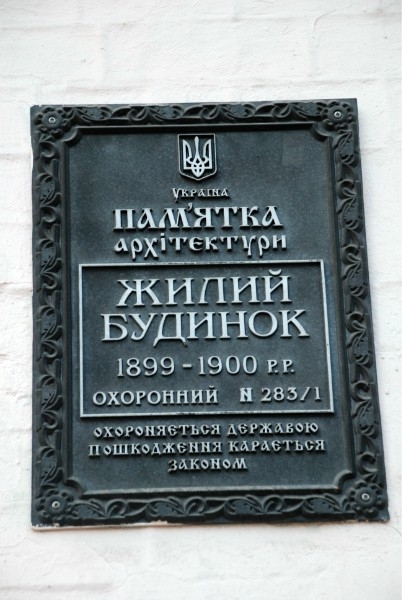 УКРАЇНА
ПАМ'ЯТКА
АРХІТЕКТУРИ
ЖИЛИЙ
БУДИНОК
1899-1900 Р.Р.
ОХОРОННИЙ N 283/1
ОХОРОНЯЄТЬСЯ ДЕРЖАВОЮ
ПОШКОДЖЕННЯ КАРАЄТЬСЯ
ЗАКОНОМ